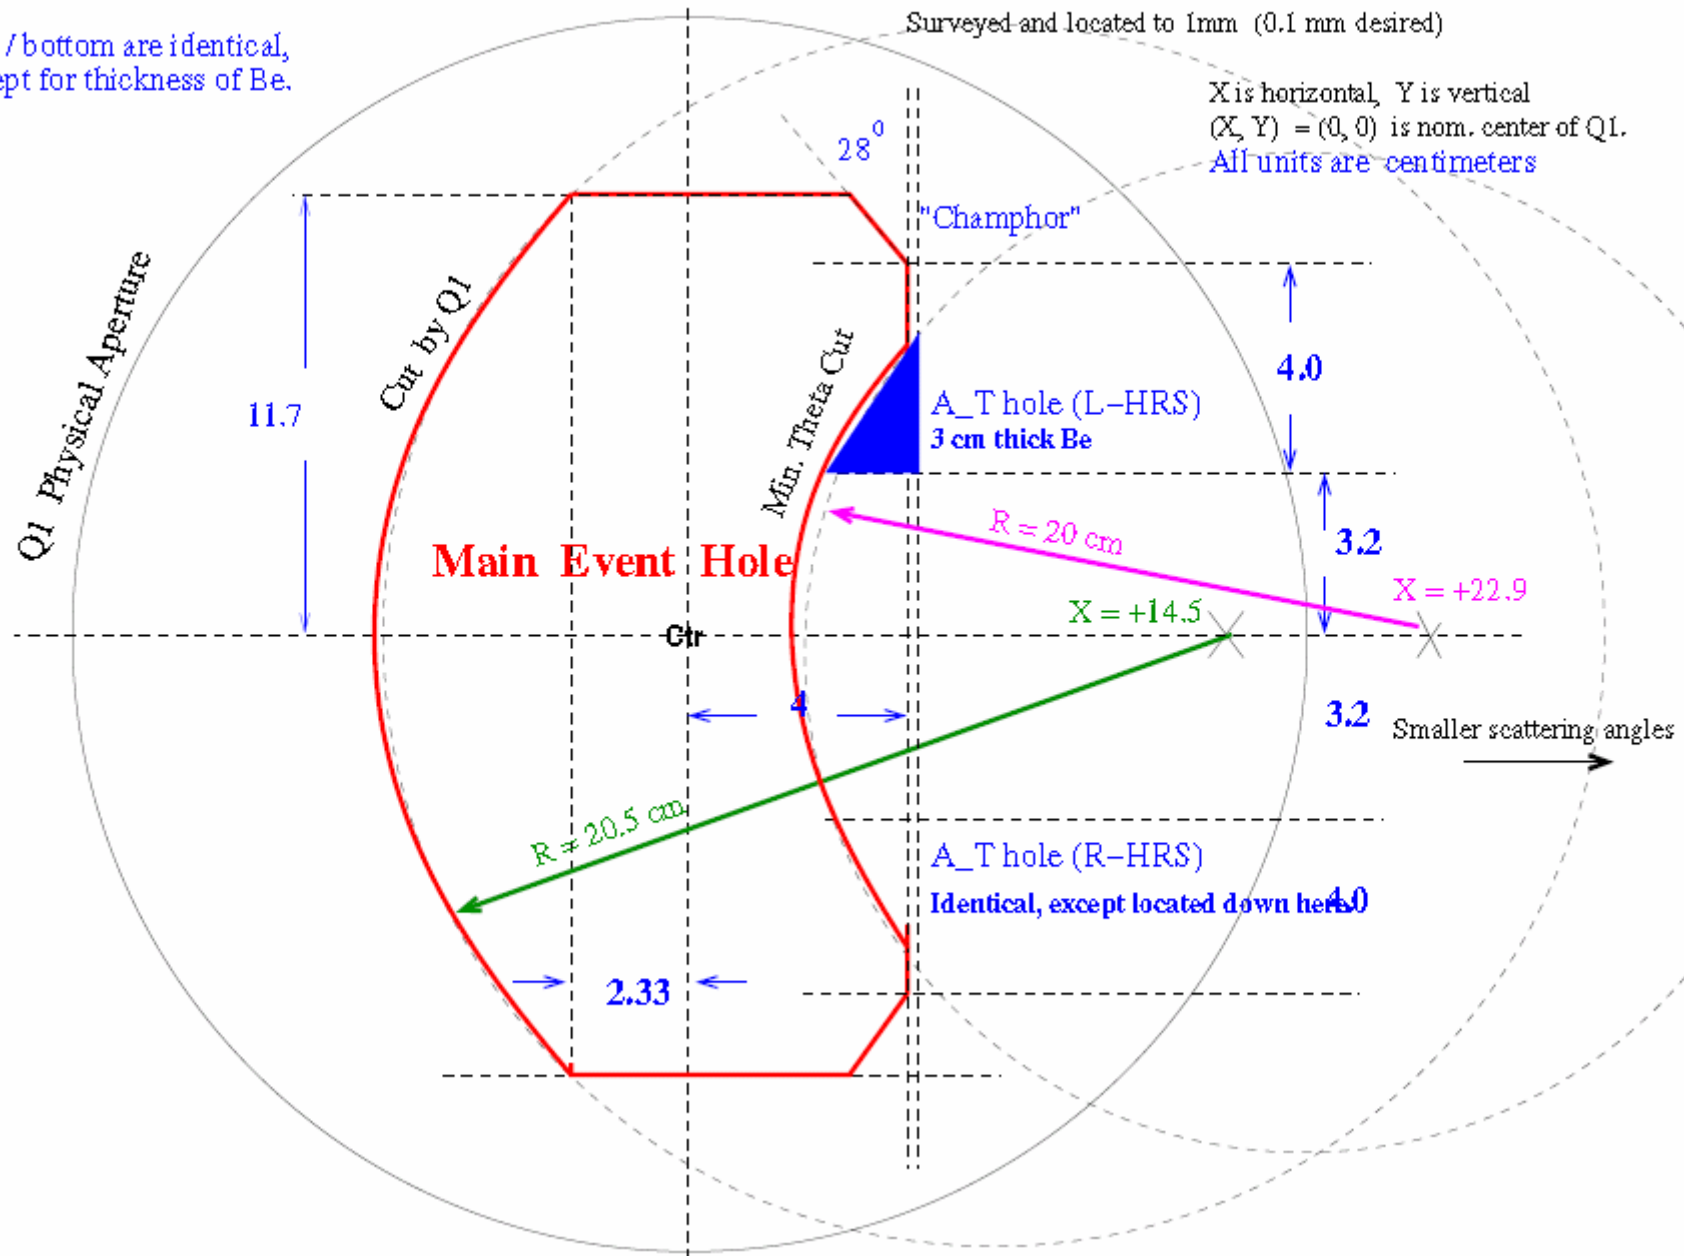 Surveyed and located to 1mm (0.1 mm desired)
/ bottom are identical,
ept for thickness of Be.
X is horizontal, Y is vertical
(X, Y) = (0, 0) is nom. center of Q1.
All units are centimeters
28⁰
"Champhor"
Q1 Physical Aperture
Cut by Q1
Min. Theta Cut
11.7
4.0
A_T hole (L-HRS)
3 cm thick Be
R = 20 cm
3.2
Main Event Hole
X = +22.9
X = +14.5
Ctr
4
3.2
Smaller scattering angles
R = 20.5 cm
A_T hole (R-HRS)
Identical, except located down here.
4.0
2.33